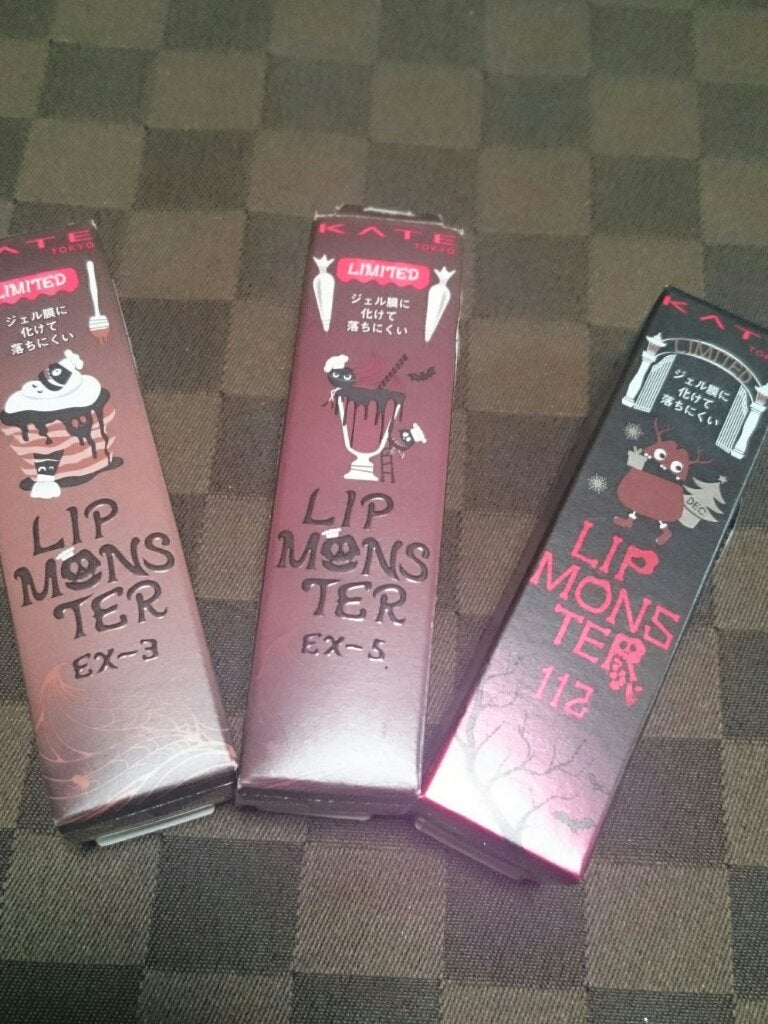 KATE
TOKYO
LIMITED
ジェル膜に
化けて
落ちにくい
LIP
MONS
TER
EX-3
KATE
TOKYO
LIMITED
ジェル膜に
化けて
落ちにくい
LIP
MONS
TER
EX-5
KATE
TOKYO
LIMITED
ジェル膜に
化けて
落ちにくい
DEC.
LIP
MONS
TER
112